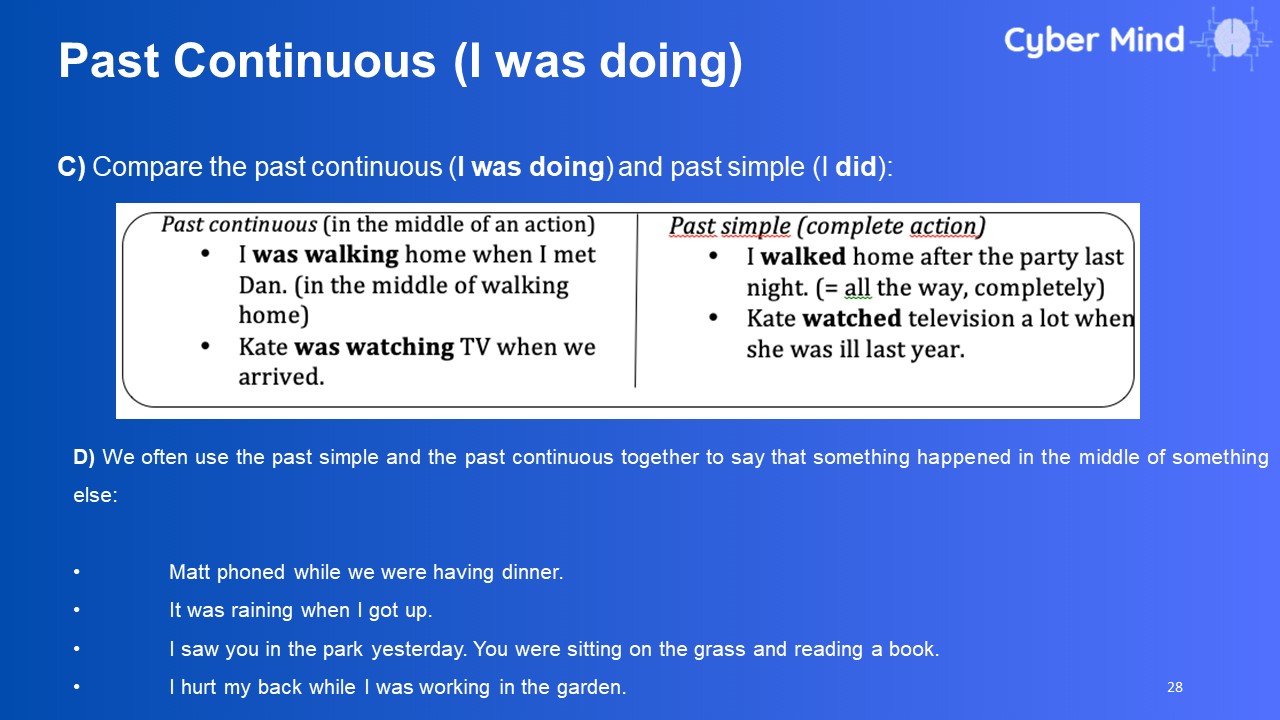 Past Continuous (I was doing)
Cyber Mind
C) Compare the past continuous (I was doing) and past simple (I did):
Past continuous (in the middle of an action)
• I was walking home when I met
Dan. (in the middle of walking
home)
• Kate was watching TV when we
arrived.
Past simple (complete action)
• I walked home after the party last
night. (= all the way, completely)
• Kate watched television a lot when
she was ill last year.
D) We often use the past simple and the past continuous together to say that something happened in the middle of something
else:
• Matt phoned while we were having dinner.
• It was raining when I got up.
• I saw you in the park yesterday. You were sitting on the grass and reading a book.
• I hurt my back while I was working in the garden.
28